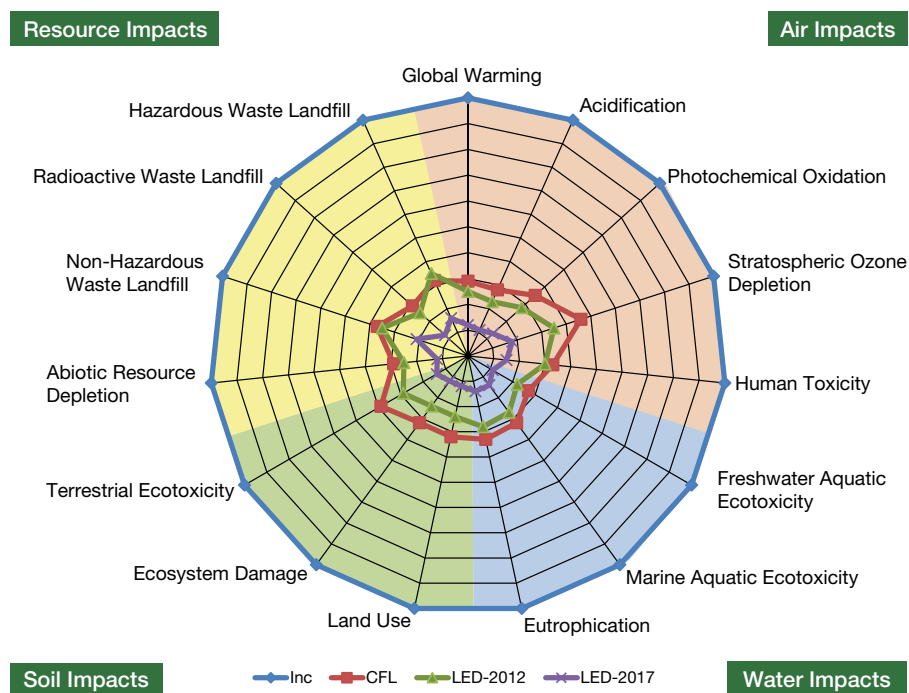 Resource Impacts
Air Impacts
Global Warming
Hazardous Waste Landfill
Acidification
Radioactive Waste Landfill
Photochemical Oxidation
Non-Hazardous
Waste Landfill
Stratospheric Ozone
Depletion
Abiotic Resource
Depletion
Human Toxicity
Terrestrial Ecotoxicity
Freshwater Aquatic
Ecotoxicity
Ecosystem Damage
Marine Aquatic Ecotoxicity
Land Use
Eutrophication
Soil Impacts
Inc
CFL
LED-2012
LED-2017
Water Impacts